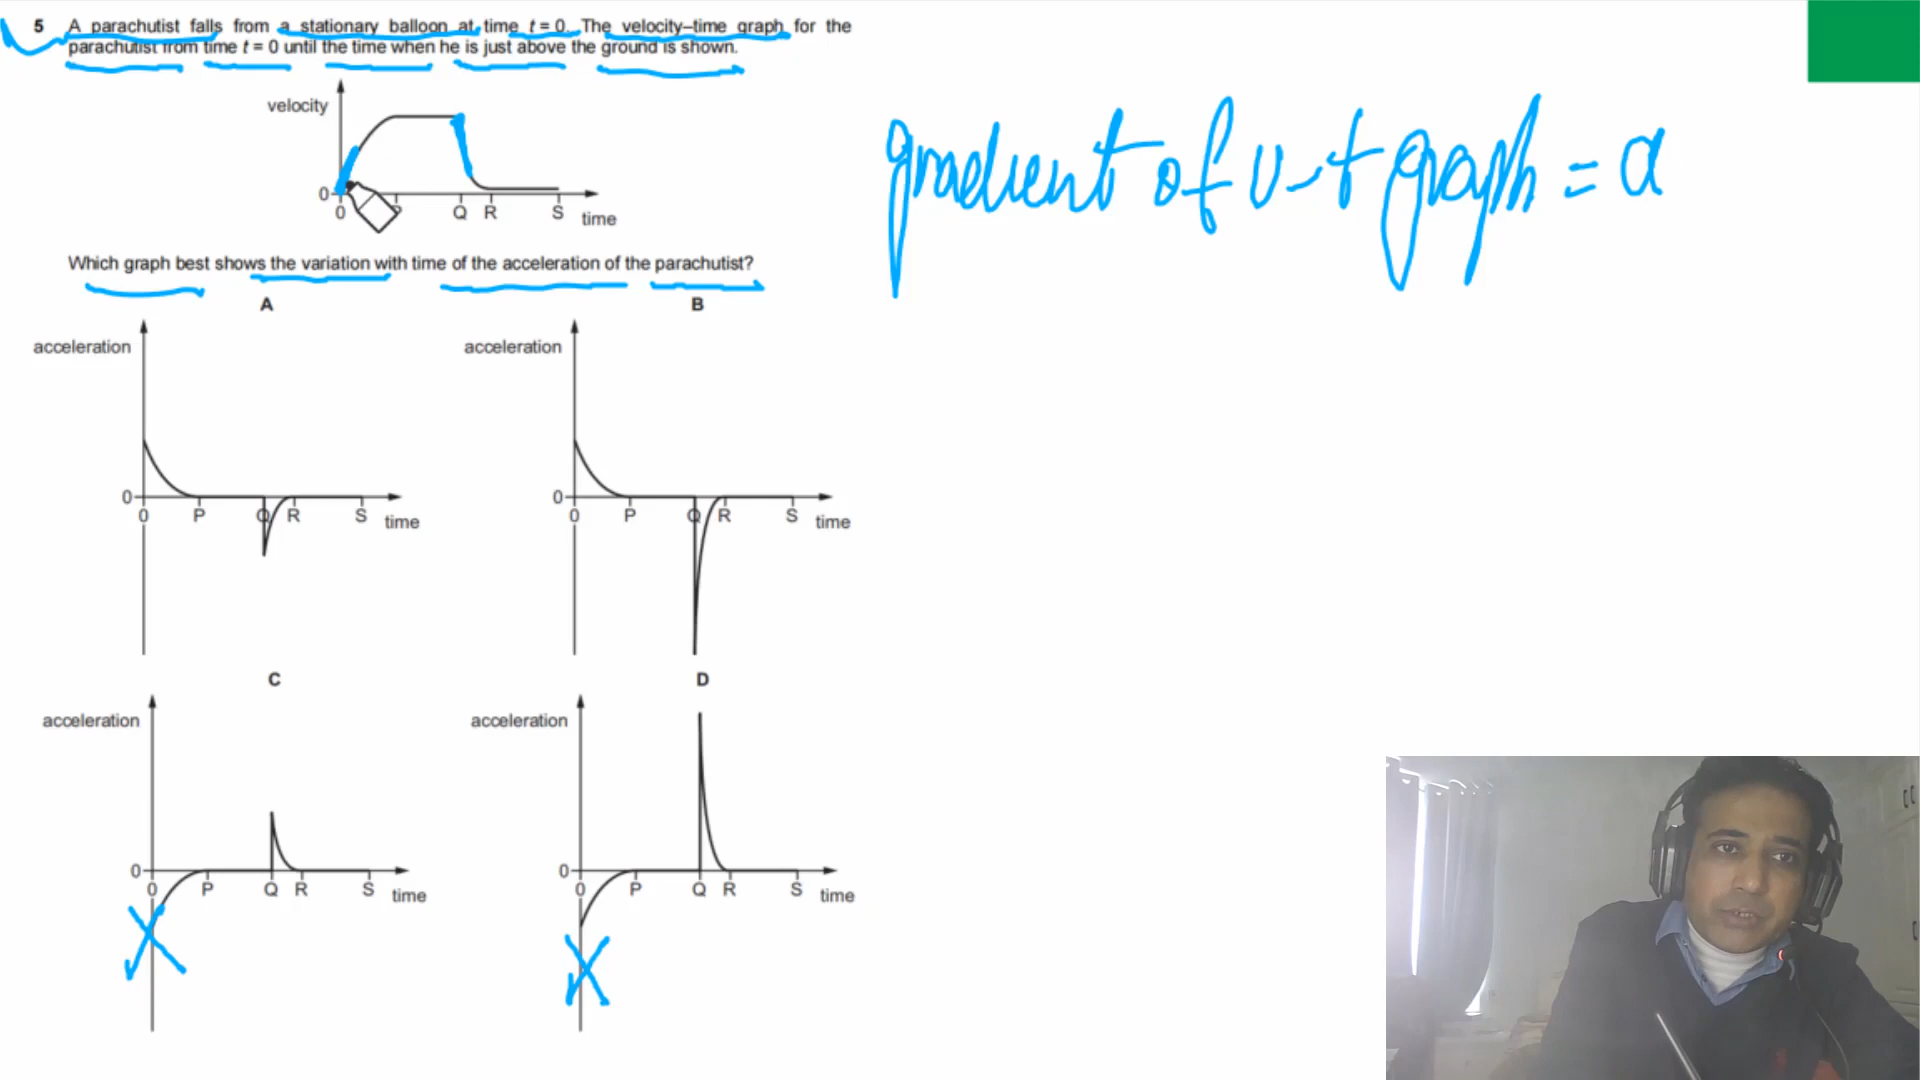 5 A parachutist falls from a stationary balloon at time t = 0. The velocity–time graph for the
parachutist from time t = 0 until the time when he is just above the ground is shown.
velocity
0
0 P Q R S time
gradient of v-t graph = a
Which graph best shows the variation with time of the acceleration of the parachutist?
A
acceleration
0
0 P Q R S time
B
acceleration
0
0 P Q R S time
C
acceleration
0
0 P Q R S time
D
acceleration
0
0 P Q R S time